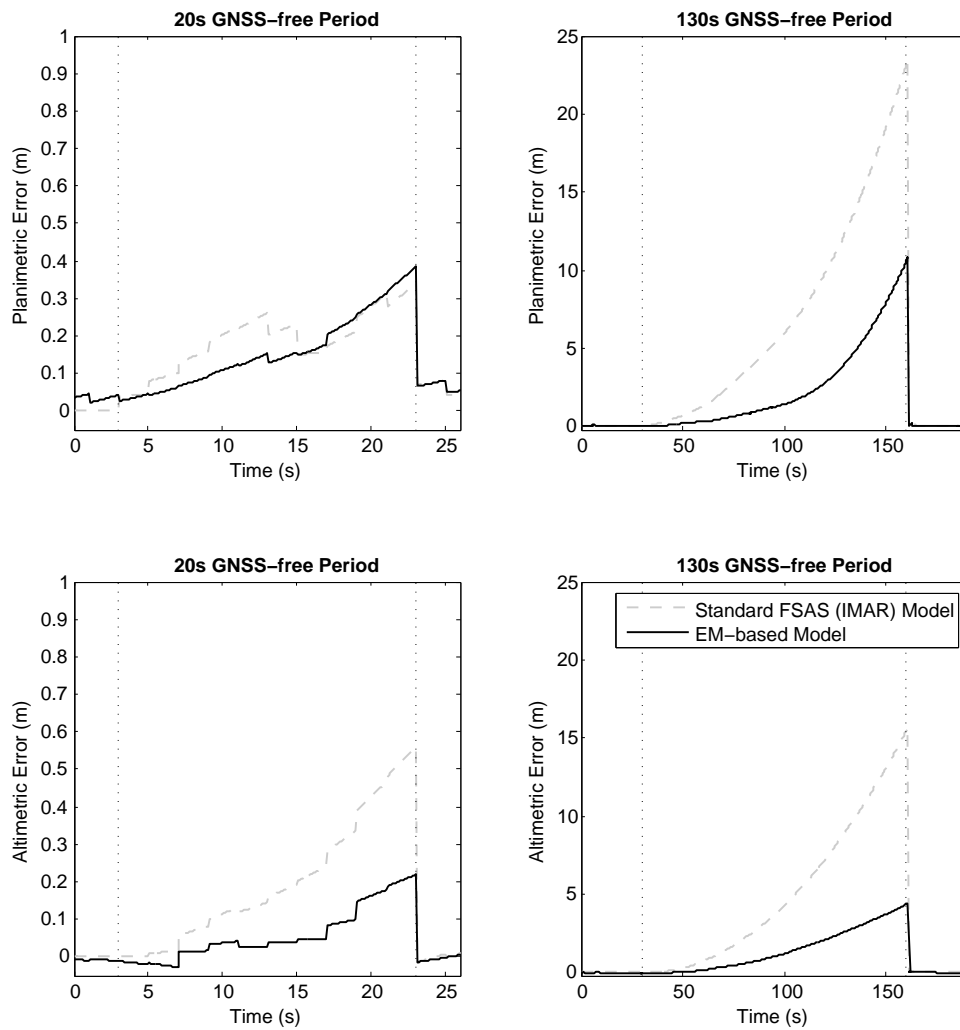 20s GNSS−free Period
1
0.9
0.8
0.7
0.6
0.5
0.4
0.3
0.2
0.1
0
Planimetric Error (m)
0 5 10 15 20 25
Time (s)
130s GNSS−free Period
25
20
15
10
5
0
Planimetric Error (m)
0 50 100 150
Time (s)
20s GNSS−free Period
1
0.9
0.8
0.7
0.6
0.5
0.4
0.3
0.2
0.1
0
Altimetric Error (m)
0 5 10 15 20 25
Time (s)
130s GNSS−free Period
25
20
15
10
5
0
Altimetric Error (m)
Standard FSAS (IMAR) Model
EM−based Model
0 50 100 150
Time (s)